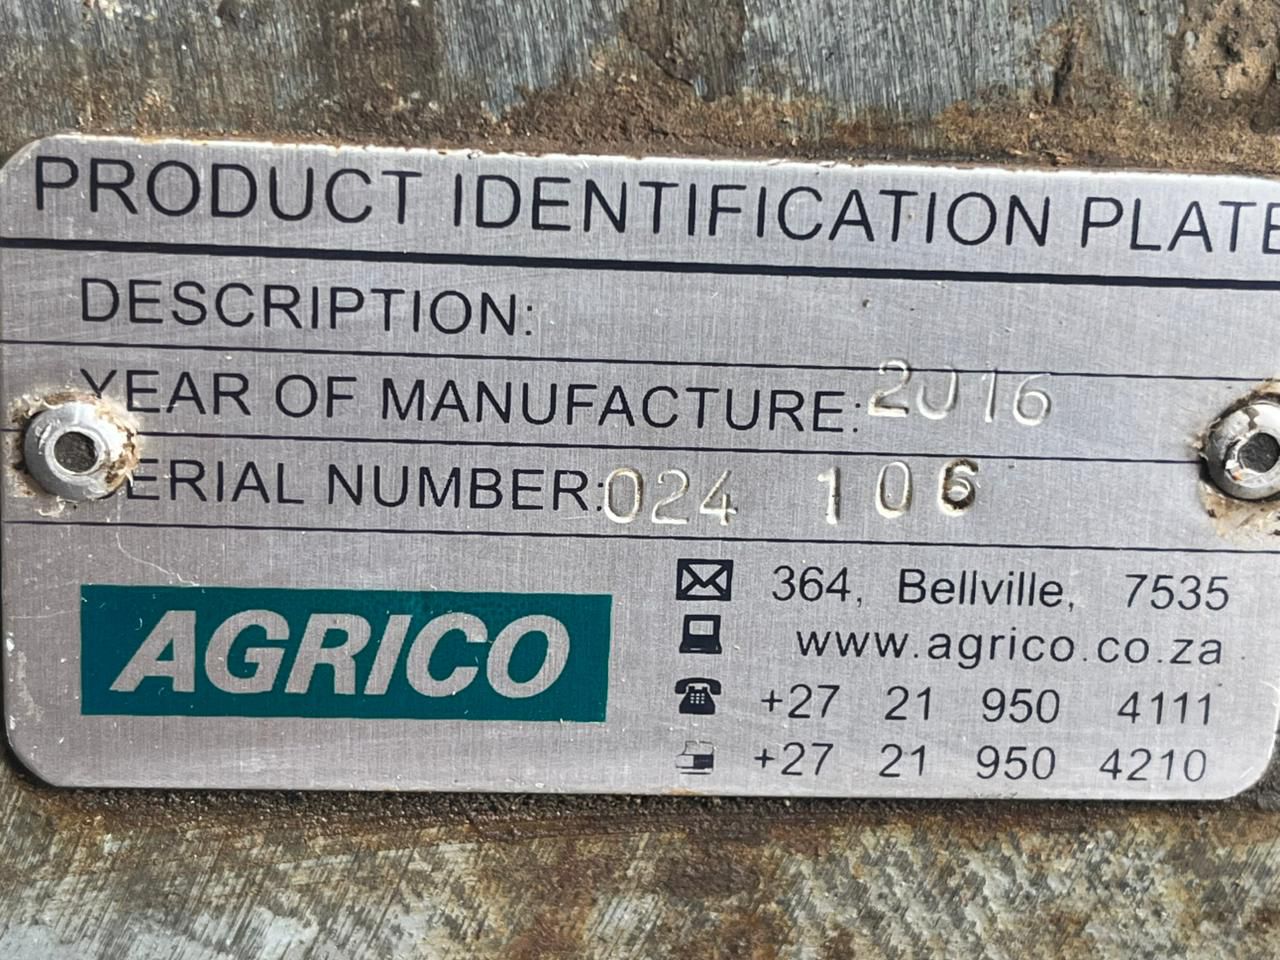 PRODUCT IDENTIFICATION PLATE
DESCRIPTION:
YEAR OF MANUFACTURE: 2016
SERIAL NUMBER: 024 106
AGRICO
364, Bellville, 7535
www.agrico.co.za
+27 21 950 4111
+27 21 950 4210